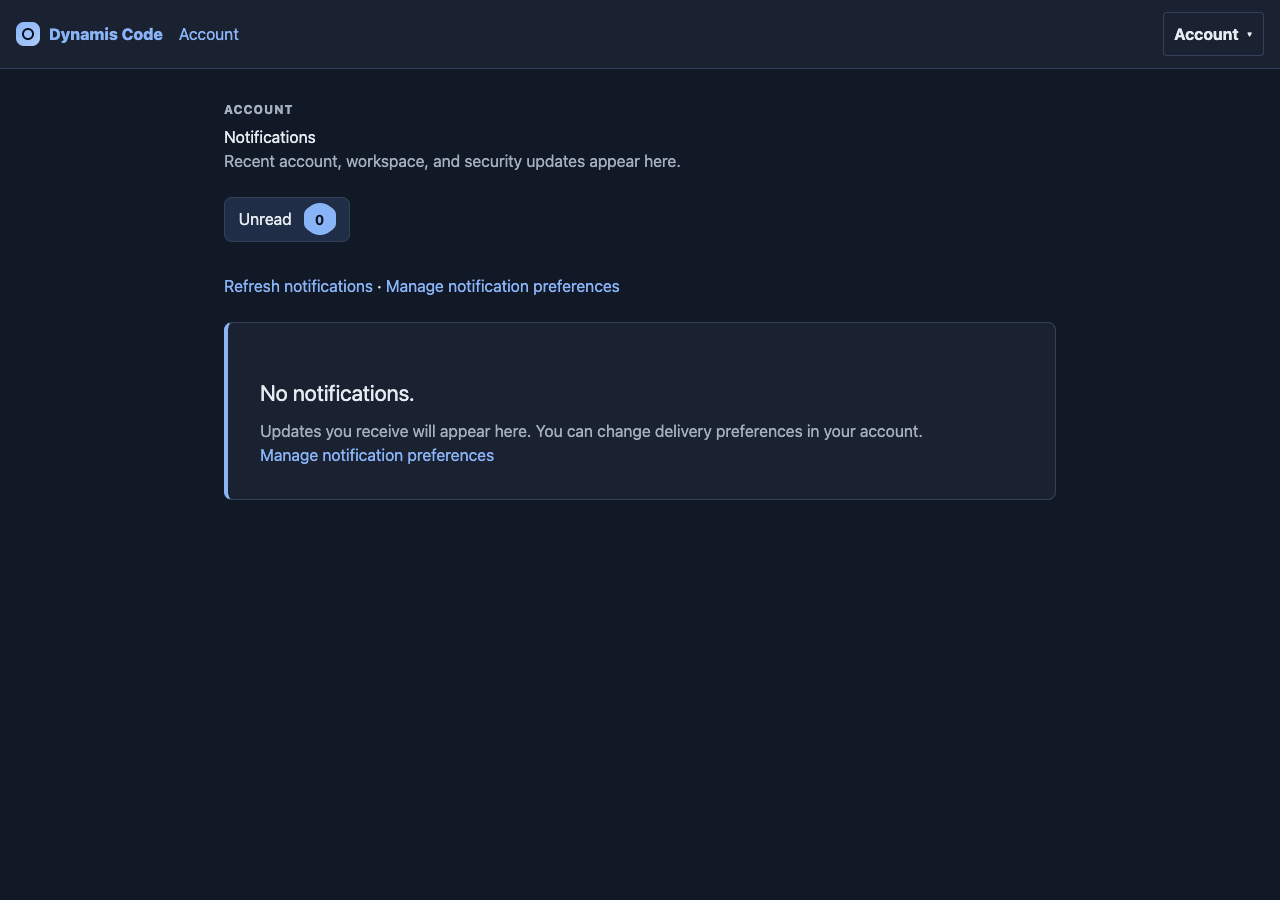 Dynamis Code Account Account ▾
ACCOUNT
Notifications
Recent account, workspace, and security updates appear here.
Unread 0
Refresh notifications · Manage notification preferences
No notifications.
Updates you receive will appear here. You can change delivery preferences in your account.
Manage notification preferences